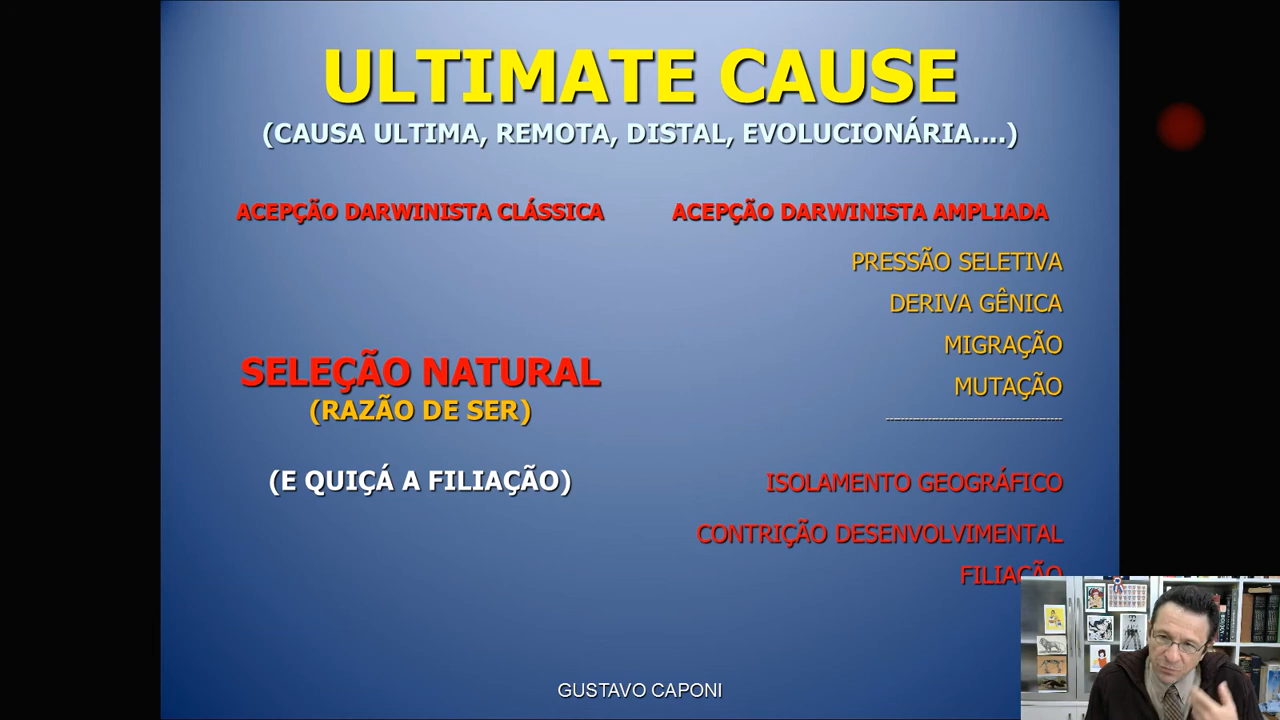 ULTIMATE CAUSE
(CAUSA ULTIMA, REMOTA, DISTAL, EVOLUCIONÁRIA....)
ACEPÇÃO DARWINISTA CLÁSSICA
SELEÇÃO NATURAL
(RAZÃO DE SER)
(E QUIÇÁ A FILIAÇÃO)
ACEPÇÃO DARWINISTA AMPLIADA
PRESSÃO SELETIVA
DERIVA GÊNICA
MIGRAÇÃO
MUTAÇÃO
ISOLAMENTO GEOGRÁFICO
CONTRIÇÃO DESENVOLVIMENTAL
FILIAÇÃO
GUSTAVO CAPONI